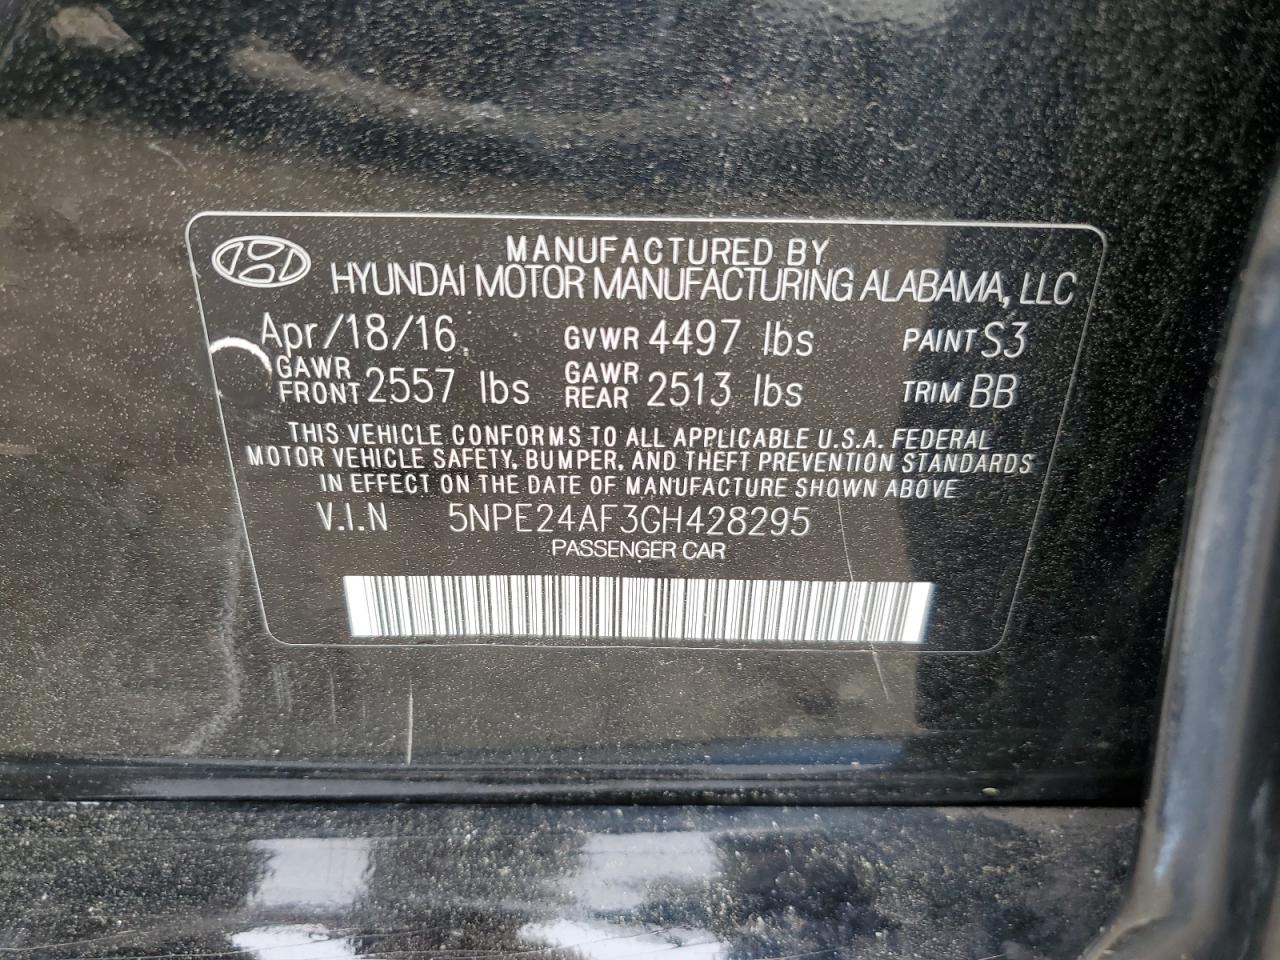 MANUFACTURED BY
HYUNDAI MOTOR MANUFACTURING ALABAMA, LLC
Apr/18/16 GVWR 4497 lbs PAINT S3
GAWR FRONT 2557 lbs GAWR REAR 2513 lbs TRIM BB
THIS VEHICLE CONFORMS TO ALL APPLICABLE U.S.A. FEDERAL
MOTOR VEHICLE SAFETY, BUMPER, AND THEFT PREVENTION STANDARDS
IN EFFECT ON THE DATE OF MANUFACTURE SHOWN ABOVE
V.I.N 5NPE24AF3GH428295
PASSENGER CAR